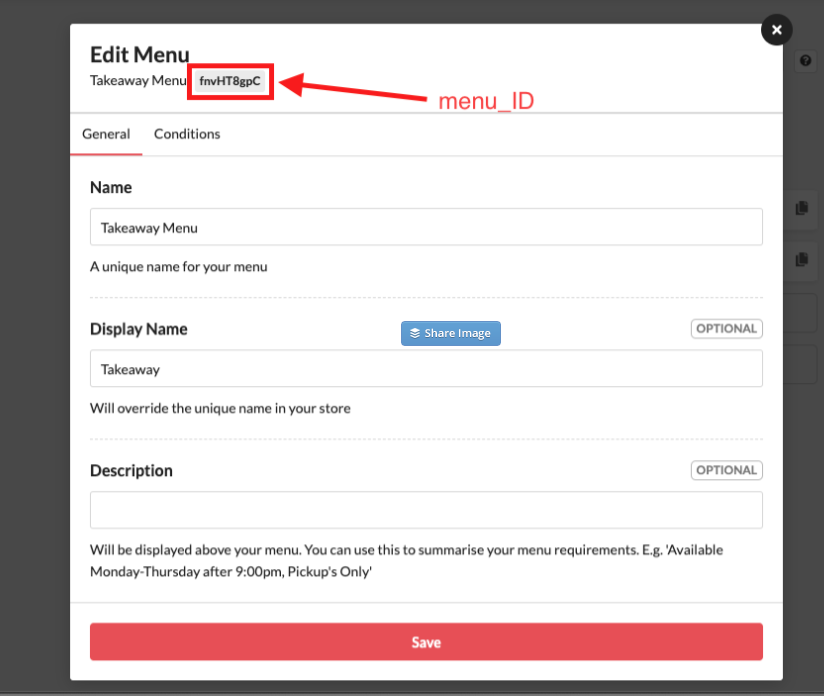 Edit Menu
Takeaway Menu fnvHT8gpC
menu_ID
General Conditions
Name
Takeaway Menu
A unique name for your menu
Display Name Share Image OPTIONAL
Takeaway
Will override the unique name in your store
Description OPTIONAL
Will be displayed above your menu. You can use this to summarise your menu requirements. E.g. 'Available
Monday-Thursday after 9:00pm, Pickup's Only'
Save